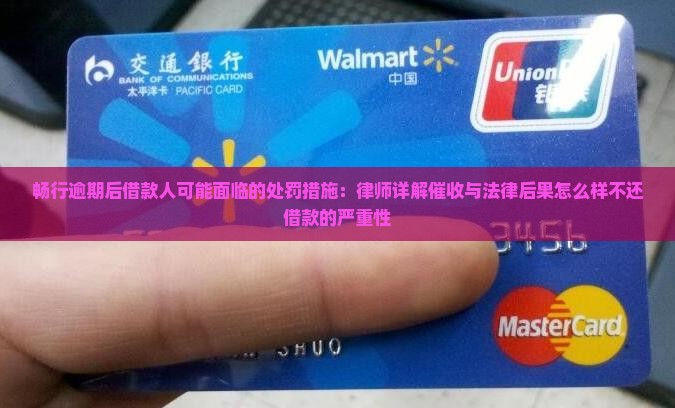 交通銀行
Walmart
BANK OF COMMUNICATIONS
中国
太平洋卡 PACIFIC CARD
Union
银
畅行逾期后借款人可能面临的处罚措施：律师详解催收与法律后果怎么样不还
借款的严重性
3456
MasterCard
SHUO